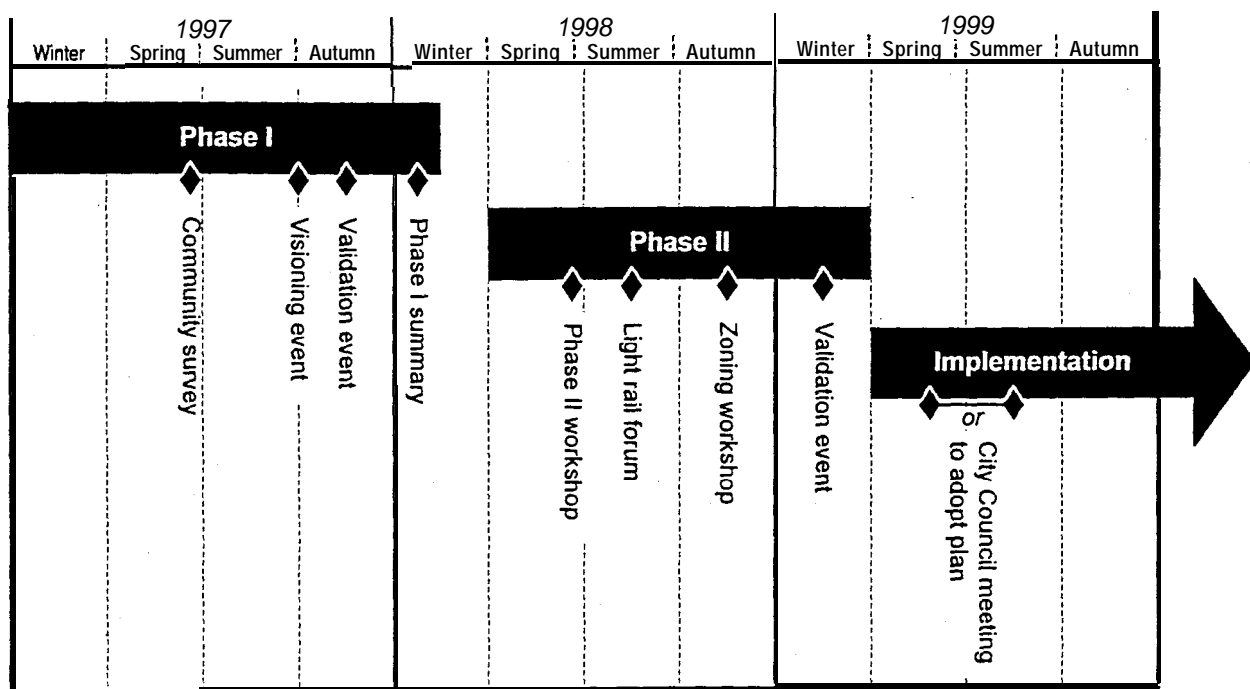 1997
1998
1999
Winter Spring Summer Autumn Winter Spring Summer Autumn Winter Spring Summer Autumn
Phase I
Community survey
Visioning event
Validation event
Phase I summary
Phase II
Phase II workshop
Light rail forum
Zoning workshop
Validation event
Implementation
or
City Council meeting
to adopt plan